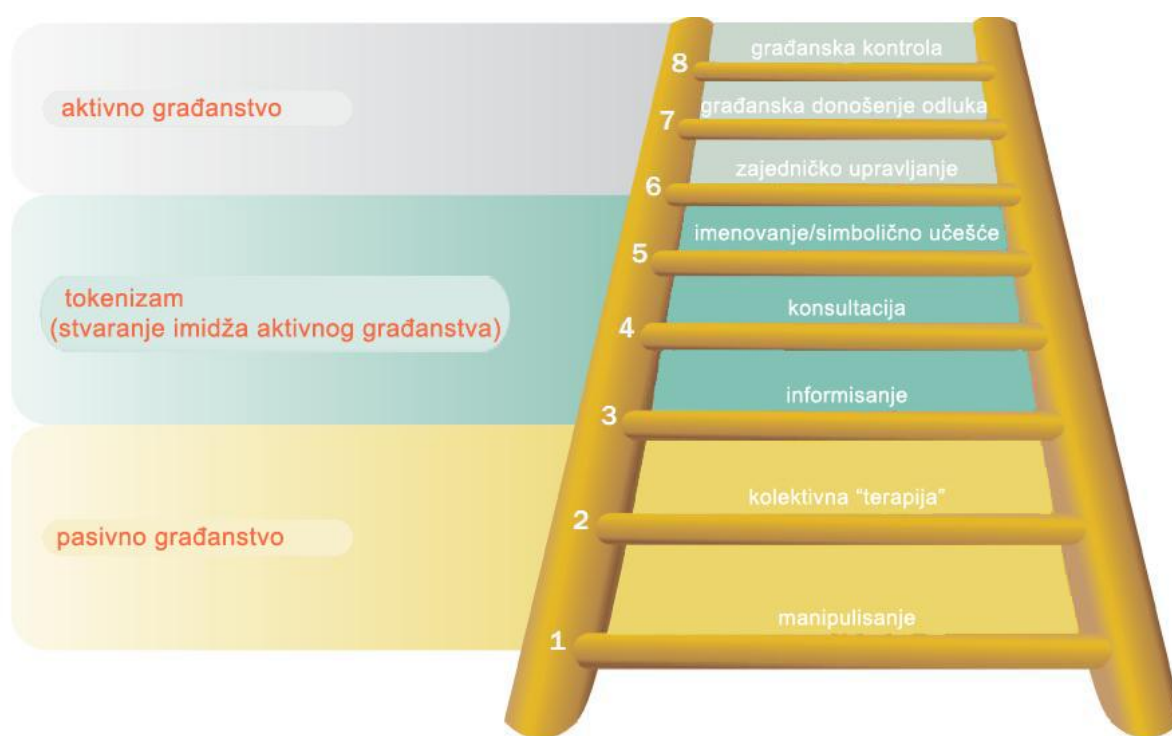 aktivno građanstvo
tokenizam
(stvaranje imidža aktivnog građanstva)
pasivno građanstvo
8 građanska kontrola
7 građanska donošenje odluka
6 zajedničko upravljanje
5 imenovanje/simbolično učešće
4 konsultacija
3 informisanje
2 kolektivna "terapija"
1 manipulisanje